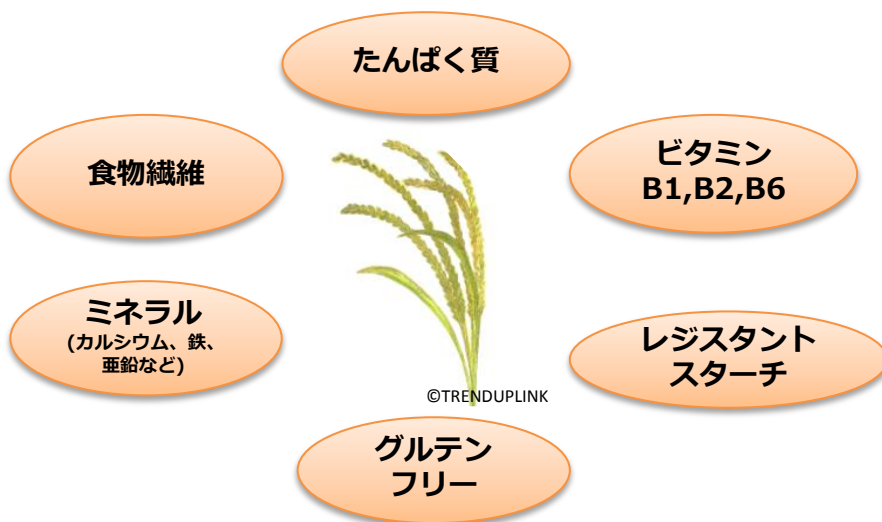 たんぱく質
食物繊維
ビタミン
B1,B2,B6
ミネラル
(カルシウム、鉄、
亜鉛など)
レジスタント
スターチ
©TRENDUPLINK
グルテン
フリー